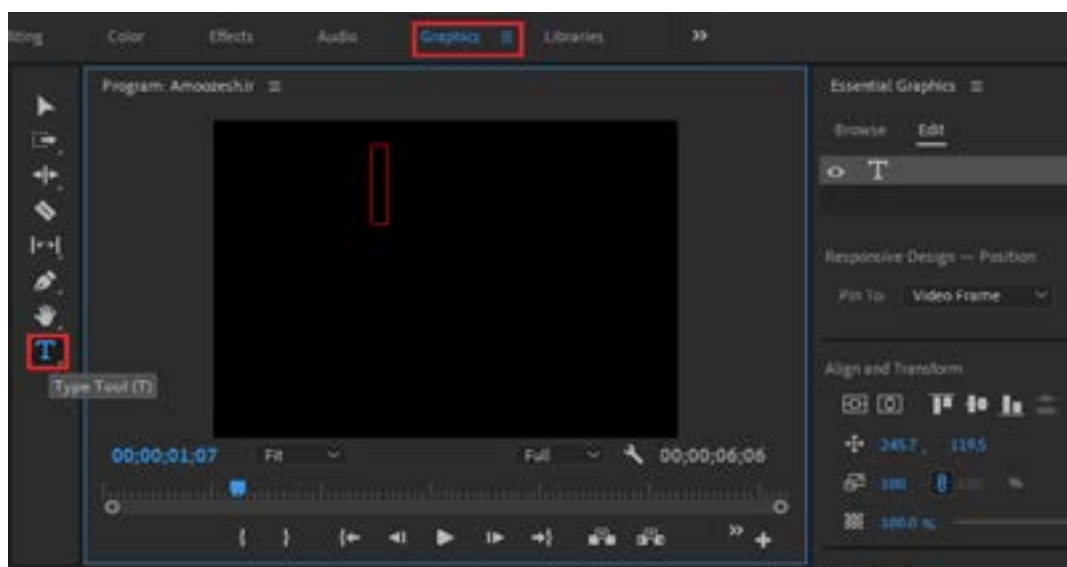 Color Effects Audio Graphics Libraries
Program: Amoozesh.ir
Essential Graphics
Browse Edit
T
Responsive Design — Position
Pin To: Video Frame
T
Type Tool (T)
Align and Transform
00;00;01;07 Fit Full 00;00;06;06
245.7 , 119.5
100 %
100.0 %